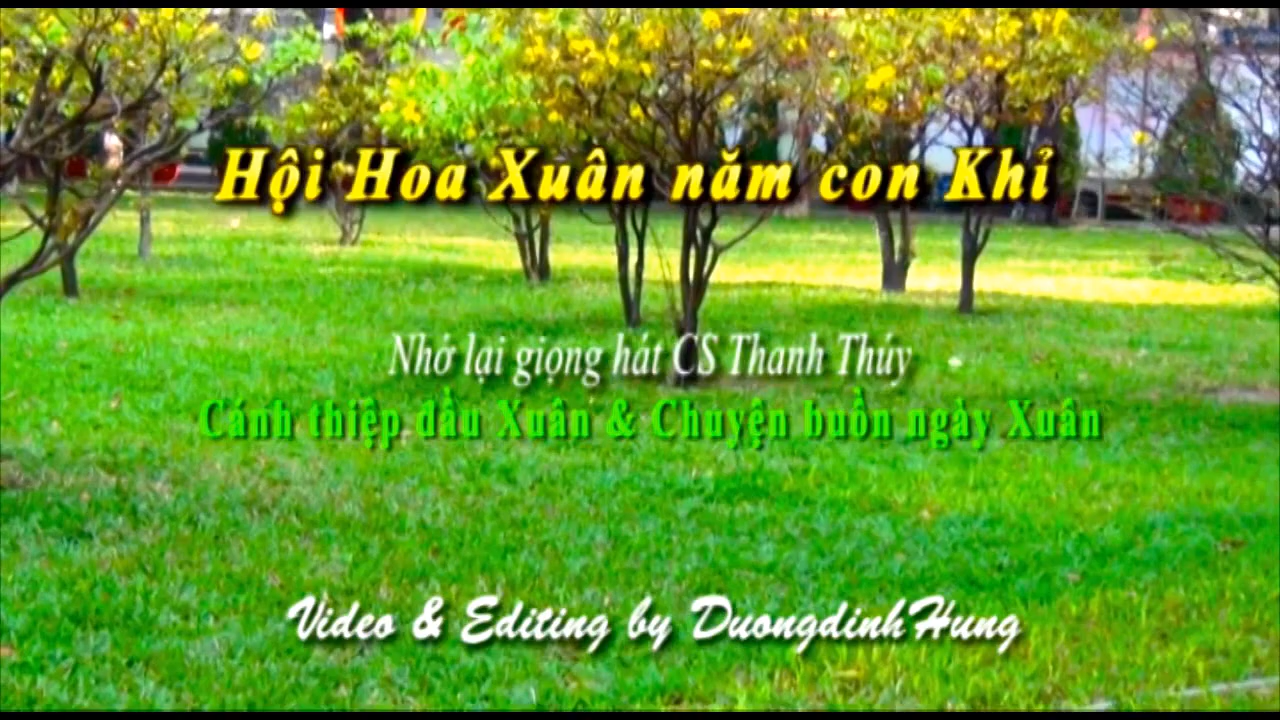 Hội Hoa Xuân năm con Khỉ
Nhớ lại giọng hát CS Thanh Thúy
Cánh thiệp đầu Xuân & Chuyện buồn ngày Xuân
Video & Editing by DuongdinhHung